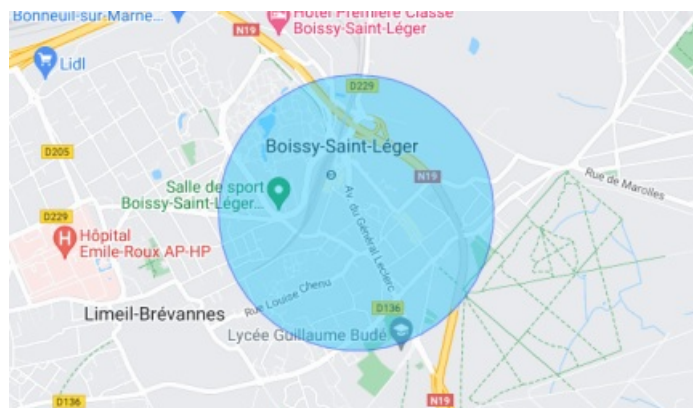 Bonneuil-sur-Marne...
Hôtel Première Classe
Boissy-Saint-Léger
N19
Lidl
D229
D205
Boissy-Saint-Léger
Rue de Marolles
N19
Salle de sport
Boissy-Saint-Léger...
Av. du Général Leclerc
D229
Hôpital
Emile-Roux AP-HP
Rue Louise Chenu
Limeil-Brévannes
D136
Lycée Guillaume Budé
D136
N19